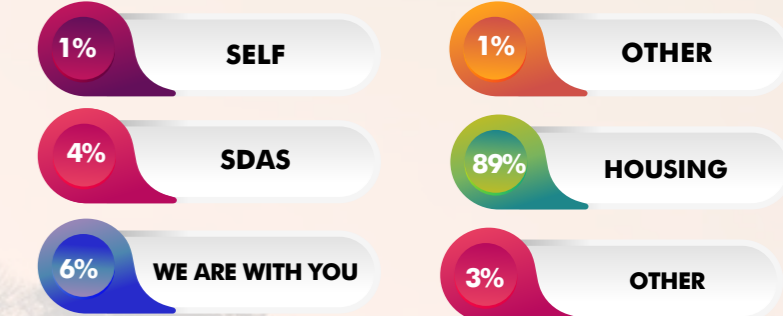 1% SELF
4% SDAS
6% WE ARE WITH YOU
1% OTHER
89% HOUSING
3% OTHER